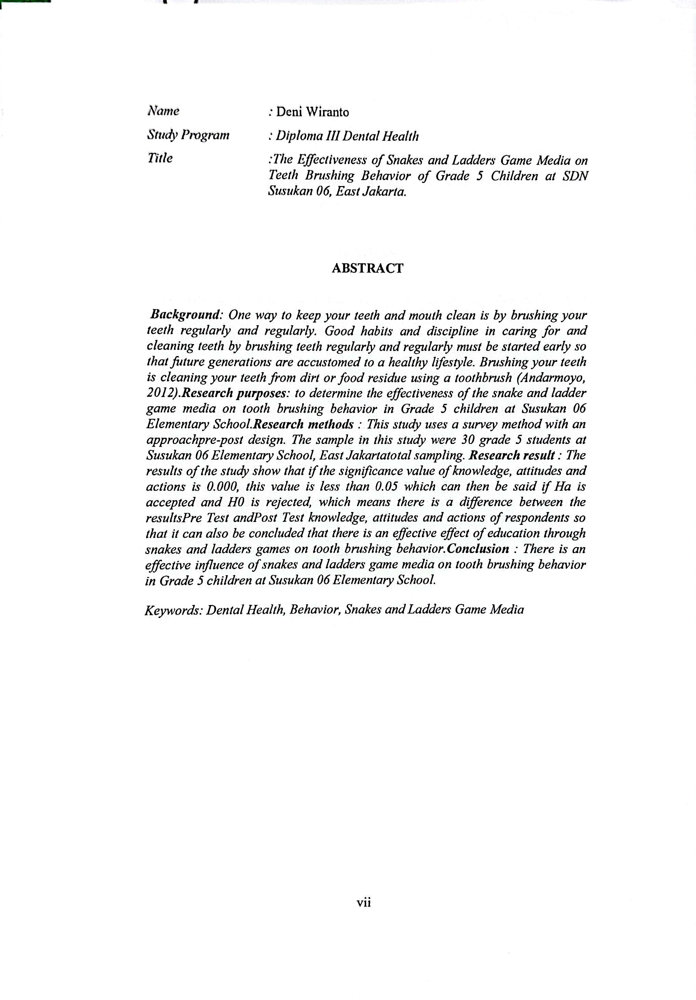 Name : Deni Wiranto
Study Program : Diploma III Dental Health
Title :The Effectiveness of Snakes and Ladders Game Media on
Teeth Brushing Behavior of Grade 5 Children at SDN
Susukan 06, East Jakarta.
ABSTRACT
Background: One way to keep your teeth and mouth clean is by brushing your
teeth regularly and regularly. Good habits and discipline in caring for and
cleaning teeth by brushing teeth regularly and regularly must be started early so
that future generations are accustomed to a healthy lifestyle. Brushing your teeth
is cleaning your teeth from dirt or food residue using a toothbrush (Andarmoyo,
2012).Research purposes: to determine the effectiveness of the snake and ladder
game media on tooth brushing behavior in Grade 5 children at Susukan 06
Elementary School.Research methods : This study uses a survey method with an
approachpre-post design. The sample in this study were 30 grade 5 students at
Susukan 06 Elementary School, East Jakartatotal sampling. Research result : The
results of the study show that if the significance value of knowledge, attitudes and
actions is 0.000, this value is less than 0.05 which can then be said if Ha is
accepted and H0 is rejected, which means there is a difference between the
resultsPre Test andPost Test knowledge, attitudes and actions of respondents so
that it can also be concluded that there is an effective effect of education through
snakes and ladders games on tooth brushing behavior.Conclusion : There is an
effective influence of snakes and ladders game media on tooth brushing behavior
in Grade 5 children at Susukan 06 Elementary School.
Keywords: Dental Health, Behavior, Snakes and Ladders Game Media
vii